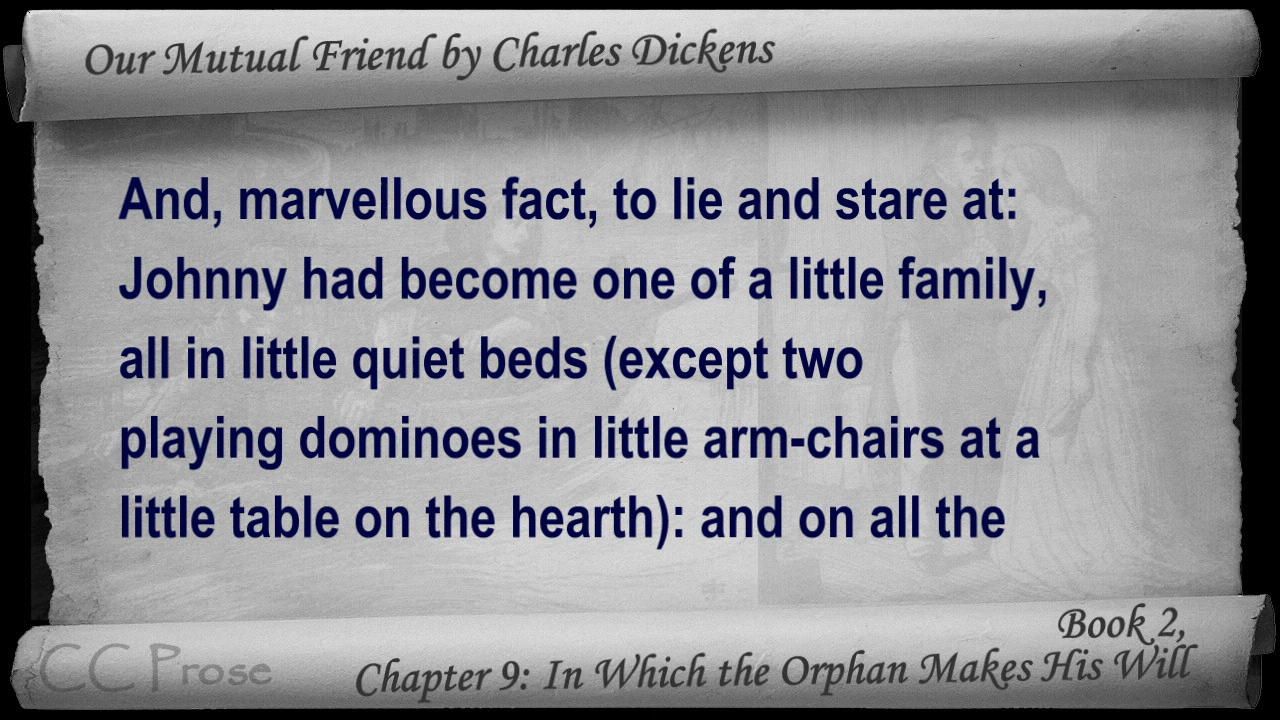 Our Mutual Friend by Charles Dickens
And, marvellous fact, to lie and stare at:
Johnny had become one of a little family,
all in little quiet beds (except two
playing dominoes in little arm-chairs at a
little table on the hearth): and on all the
Book 2,
Chapter 9: In Which the Orphan Makes His Will
CC Prose